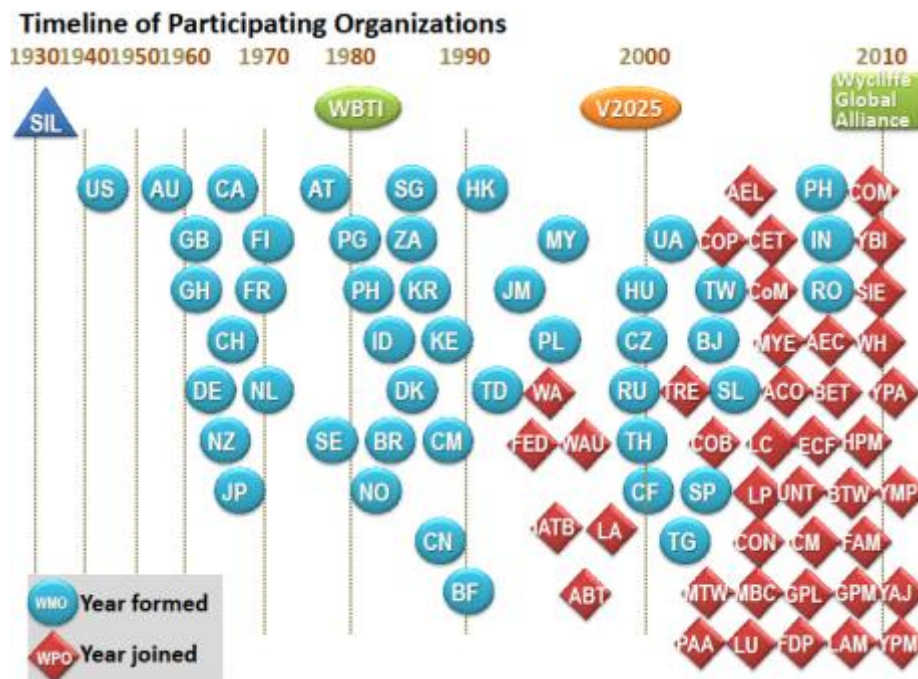 Timeline of Participating Organizations
1930 1940 1950 1960 1970 1980 1990 2000 2010
SIL WBTI V2025 Wycliffe
Global
Alliance
US AU CA AT SG HK AEL PH COM
GB FI PG ZA MY UA COP CET IN YBI
GH FR PH KR JM HU TW CoM RO SIE
CH ID KE PL CZ BJ MYE AEC WH
DE NL DK TD WA RU TRE SL ACO BET YPA
NZ SE BR CM FED WAU TH COB LC ECF HPM
JP NO CF SP LP UNT BTW YMP
CN ATB LA TG CON CM FAM
BF ABT MTW MBC GPL GPM YAJ
PAA LU FDP LAM YPM
WMO Year formed
WPO Year joined